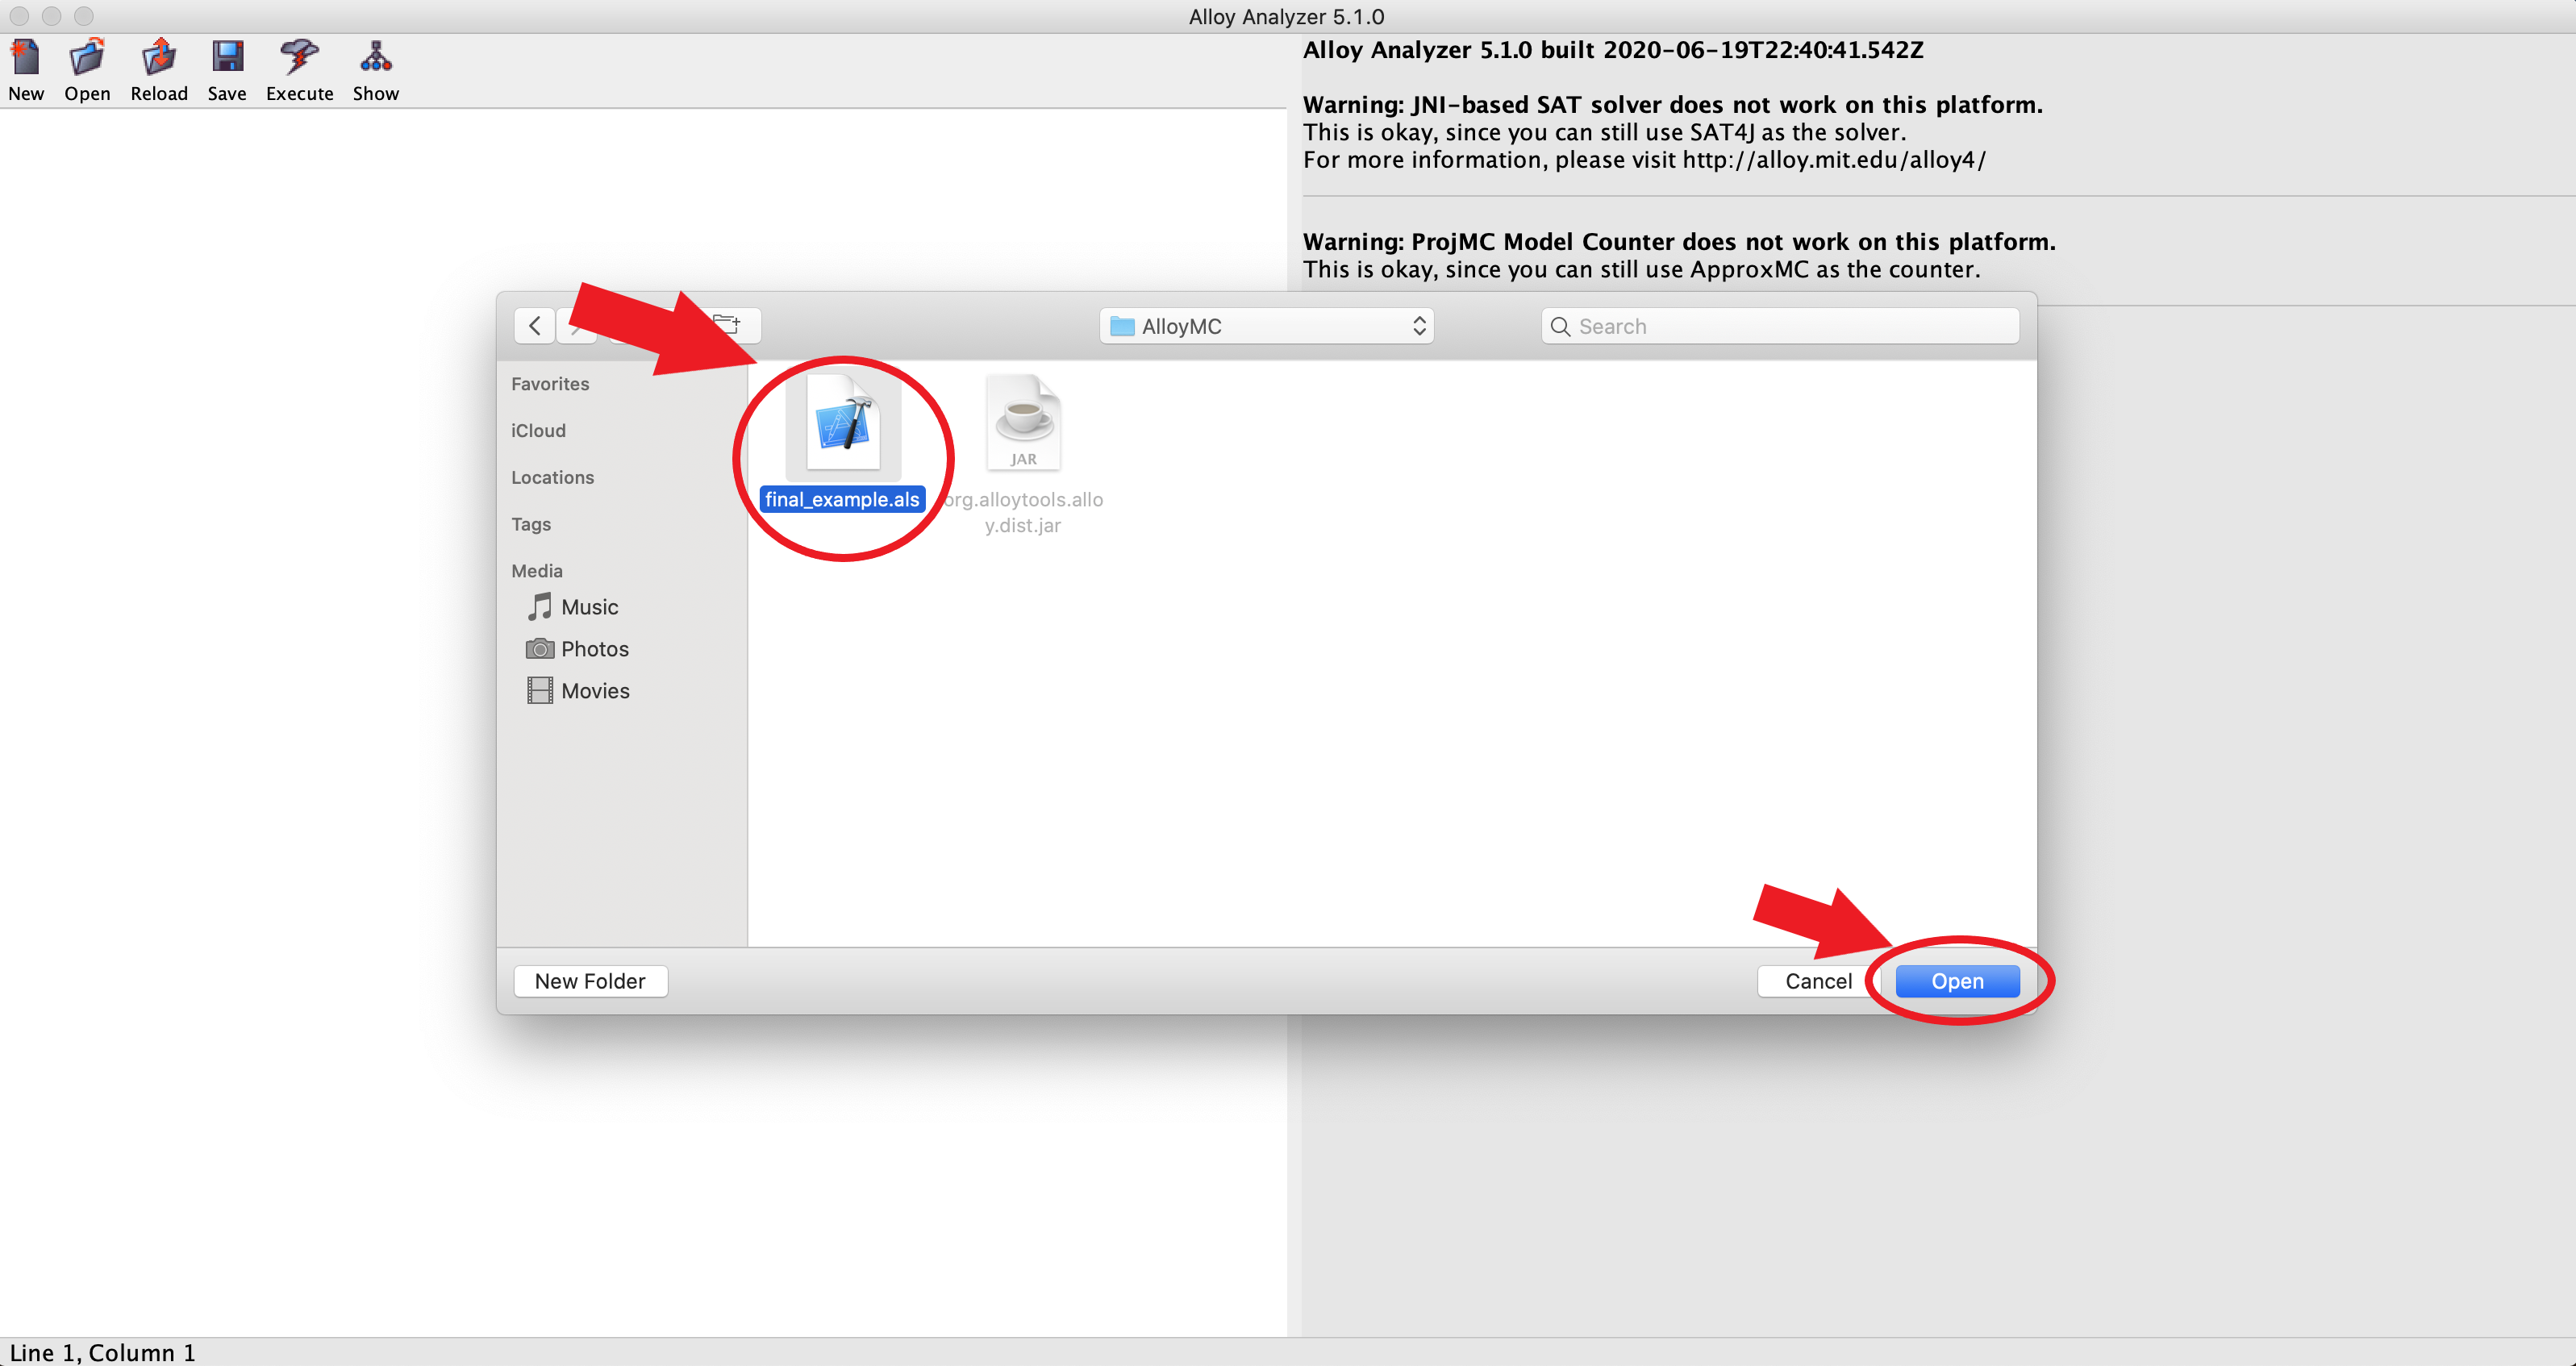 Alloy Analyzer 5.1.0
New Open Reload Save Execute Show
Alloy Analyzer 5.1.0 built 2020-06-19T22:40:41.542Z
Warning: JNI-based SAT solver does not work on this platform.
This is okay, since you can still use SAT4J as the solver.
For more information, please visit http://alloy.mit.edu/alloy4/
Warning: ProjMC Model Counter does not work on this platform.
This is okay, since you can still use ApproxMC as the counter.
AlloyMC
Search
Favorites
iCloud
Locations
Tags
Media
Music
Photos
Movies
JAR
final_example.als
org.alloytools.allo
y.dist.jar
New Folder
Cancel
Open
Line 1, Column 1